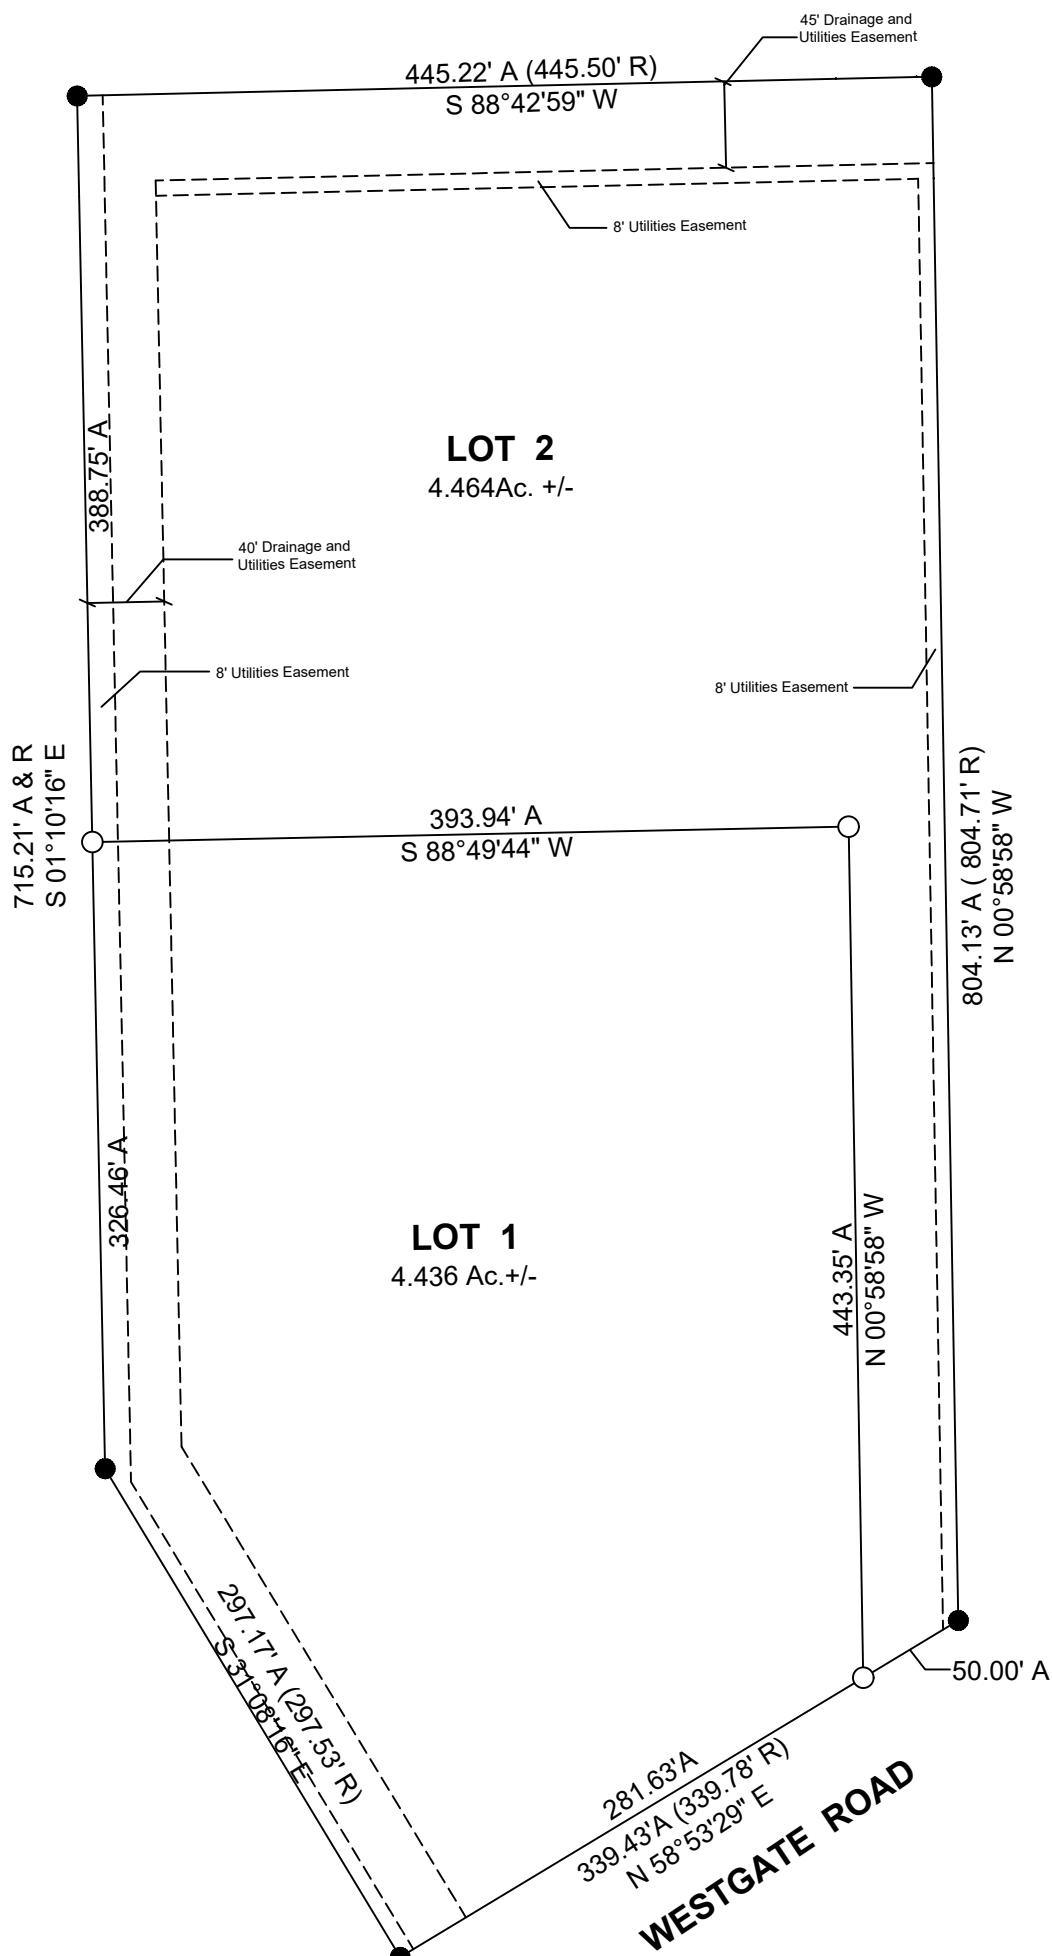 45' Drainage and
Utilities Easement
445.22' A (445.50' R)
S 88°42'59" W
8' Utilities Easement
LOT 2
4.464Ac. +/-
388.75' A
40' Drainage and
Utilities Easement
8' Utilities Easement
8' Utilities Easement
715.21' A & R
S 01°10'16" E
393.94' A
S 88°49'44" W
804.13' A ( 804.71' R)
N 00°58'58" W
326.46' A
LOT 1
4.436 Ac.+/-
443.35' A
N 00°58'58" W
297.17' A (297.53' R)
S 31°08'16" E
50.00' A
281.63'A
339.43'A (339.78' R)
N 58°53'29" E
WESTGATE ROAD